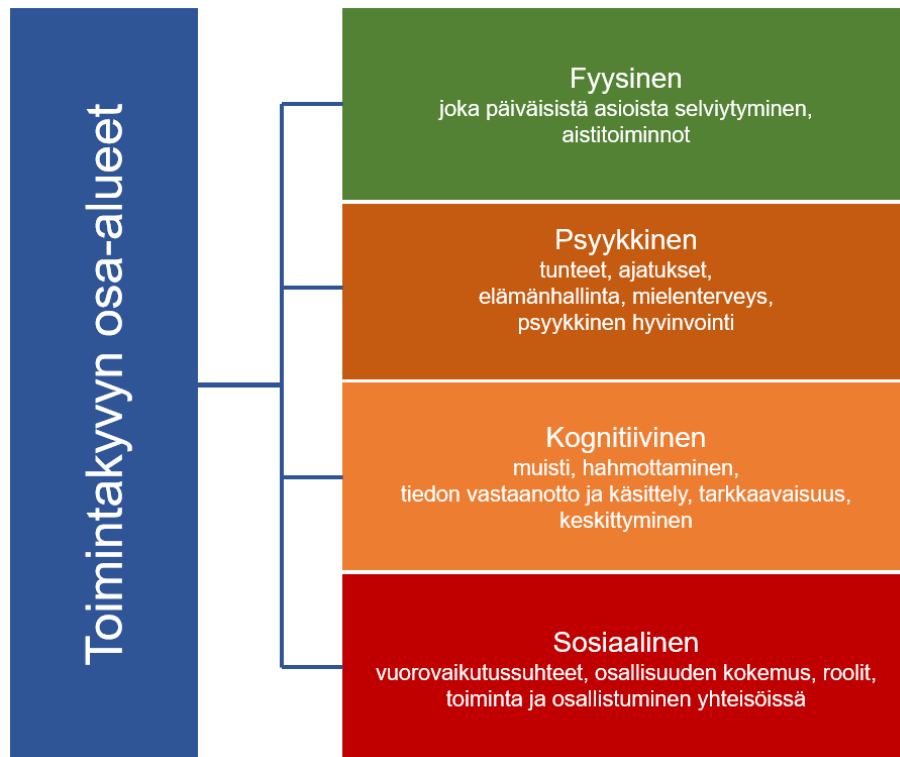 Toimintakyvyn osa-alueet
Fyysinen
joka päiväisistä asioista selviytyminen,
aistitoiminnot
Psyykkinen
tunteet, ajatukset,
elämänhallinta, mielenterveys,
psyykkinen hyvinvointi
Kognitiivinen
muisti, hahmottaminen,
tiedon vastaanotto ja käsittely, tarkkaavaisuus,
keskittyminen
Sosiaalinen
vuorovaikutussuhteet, osallisuuden kokemus, roolit,
toiminta ja osallistuminen yhteisöissä